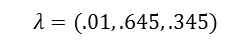 λ = (.01,.645,.345)